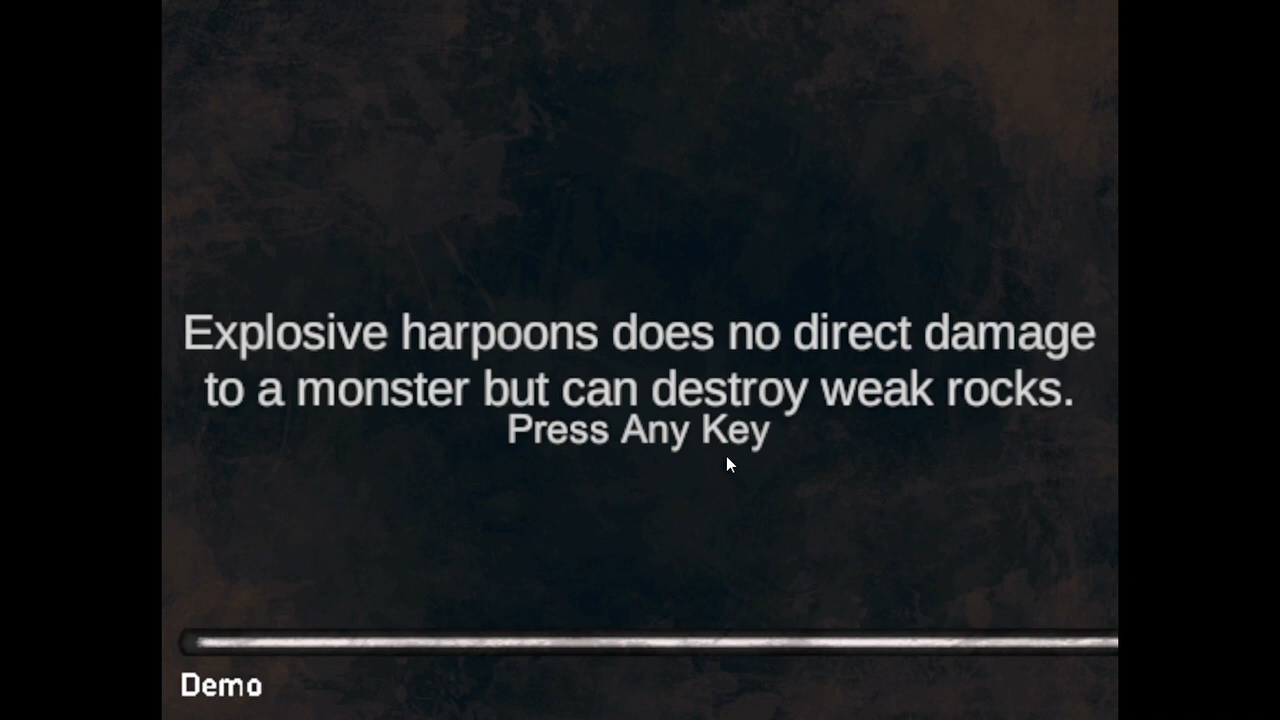 Explosive harpoons does no direct damage
to a monster but can destroy weak rocks.
Press Any Key
Demo